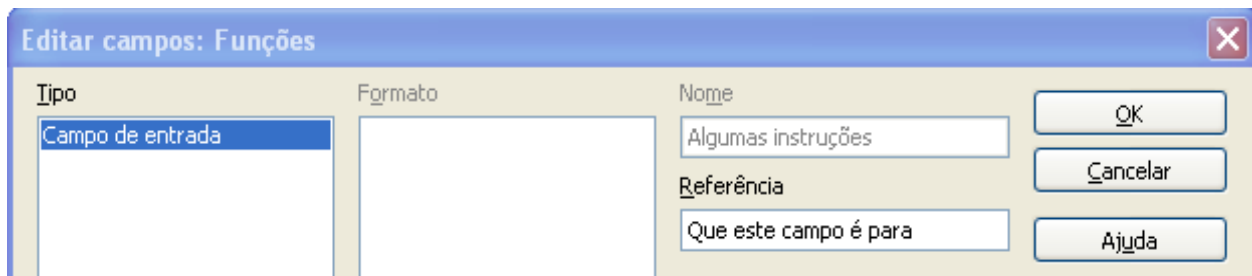 Editar campos: Funções
Tipo
Campo de entrada
Formato
Nome
Algumas instruções
Referência
Que este campo é para
OK
Cancelar
Ajuda